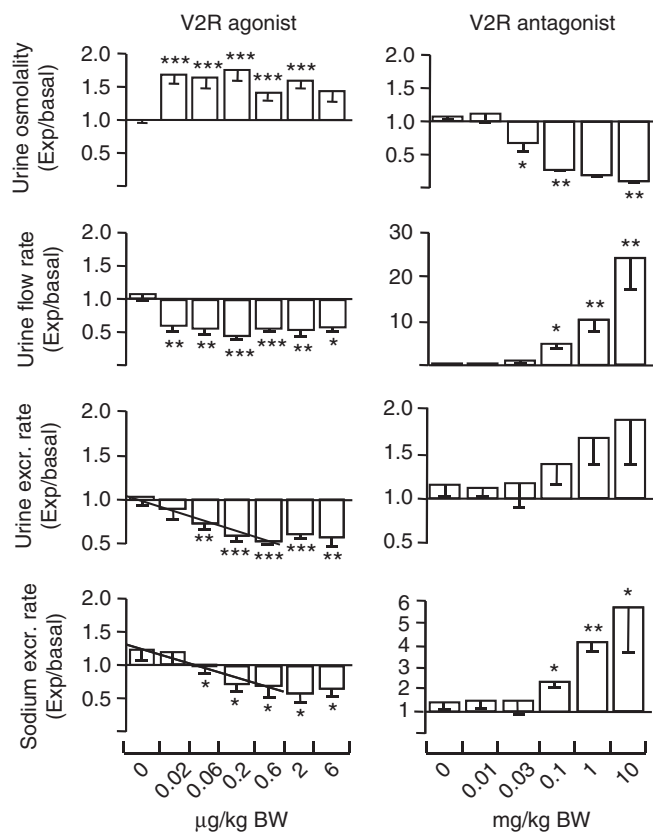 V2R agonist
V2R antagonist
Urine osmolality
(Exp/basal)
2.0
1.5
1.0
0.5
*** *** *** *** ***
2.0
1.5
1.0
0.5
* ** **
Urine flow rate
(Exp/basal)
2.0
1.5
1.0
0.5
** ** *** *** ** *
30
20
10
* ** **
Urine excr. rate
(Exp/basal)
2.0
1.5
1.0
0.5
** *** *** *** **
2.0
1.5
1.0
0.5
Sodium excr. rate
(Exp/basal)
2.0
1.5
1.0
0.5
* * * * *
6
5
4
3
2
1
* ** *
0 0.02 0.06 0.2 0.6 2 6
0 0.01 0.03 0.1 1 10
µg/kg BW
mg/kg BW